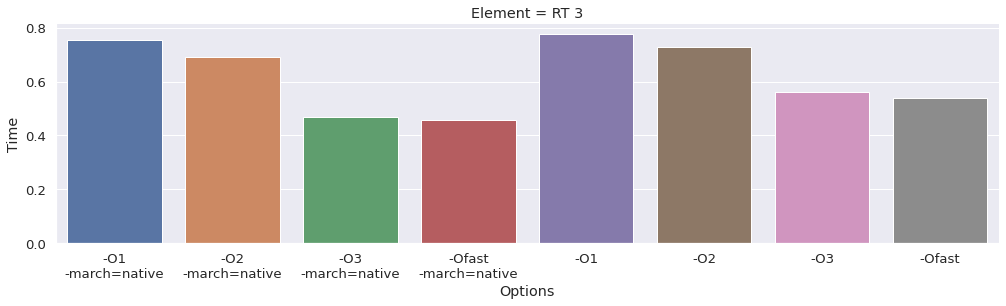 Element = RT 3
Time
0.8
0.6
0.4
0.2
0.0
-O1
-march=native
-O2
-march=native
-O3
-march=native
-Ofast
-march=native
-O1
-O2
-O3
-Ofast
Options